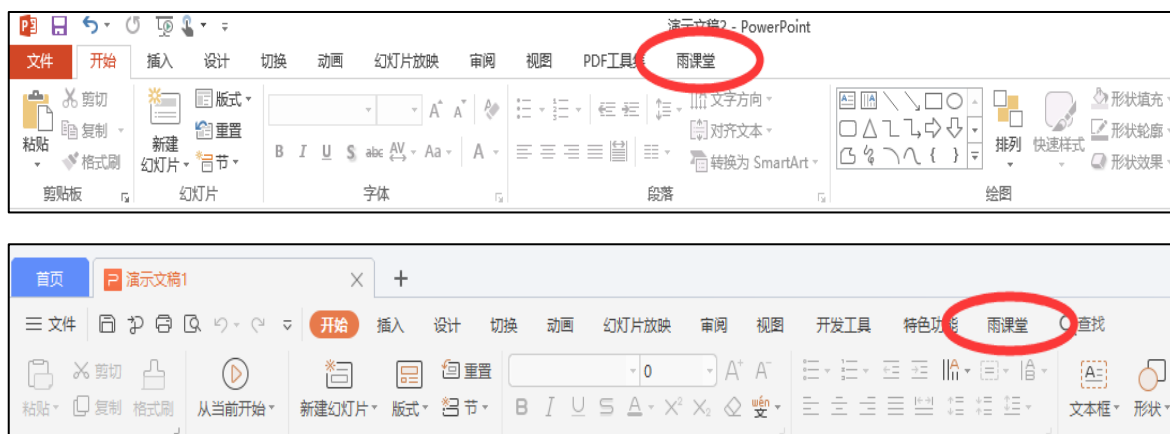 演示文稿2 - PowerPoint
文件 开始 插入 设计 切换 动画 幻灯片放映 审阅 视图 PDF工具集 雨课堂
剪切 版式 A A 文字方向 形状填充
复制 重置 对齐文本 形状轮廓
粘贴 新建 排列 快速样式
格式刷 幻灯片 节 B I U S abc AV Aa A 转换为 SmartArt 形状效果
剪贴板 幻灯片 字体 段落 绘图
首页 演示文稿1
文件 开始 插入 设计 切换 动画 幻灯片放映 审阅 视图 开发工具 特色功能 雨课堂 查找
剪切 重置 0 A+ A-
粘贴 复制 格式刷 从当前开始 新建幻灯片 版式 节 B I U S A X² X₂ wén 变 文本框 形状